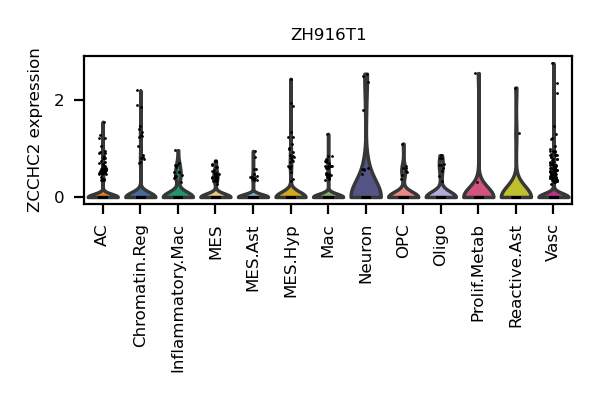 ZH916T1
ZCCHC2 expression
2
0
AC
Chromatin.Reg
Inflammatory.Mac
MES
MES.Ast
MES.Hyp
Mac
Neuron
OPC
Oligo
Prolif.Metab
Reactive.Ast
Vasc